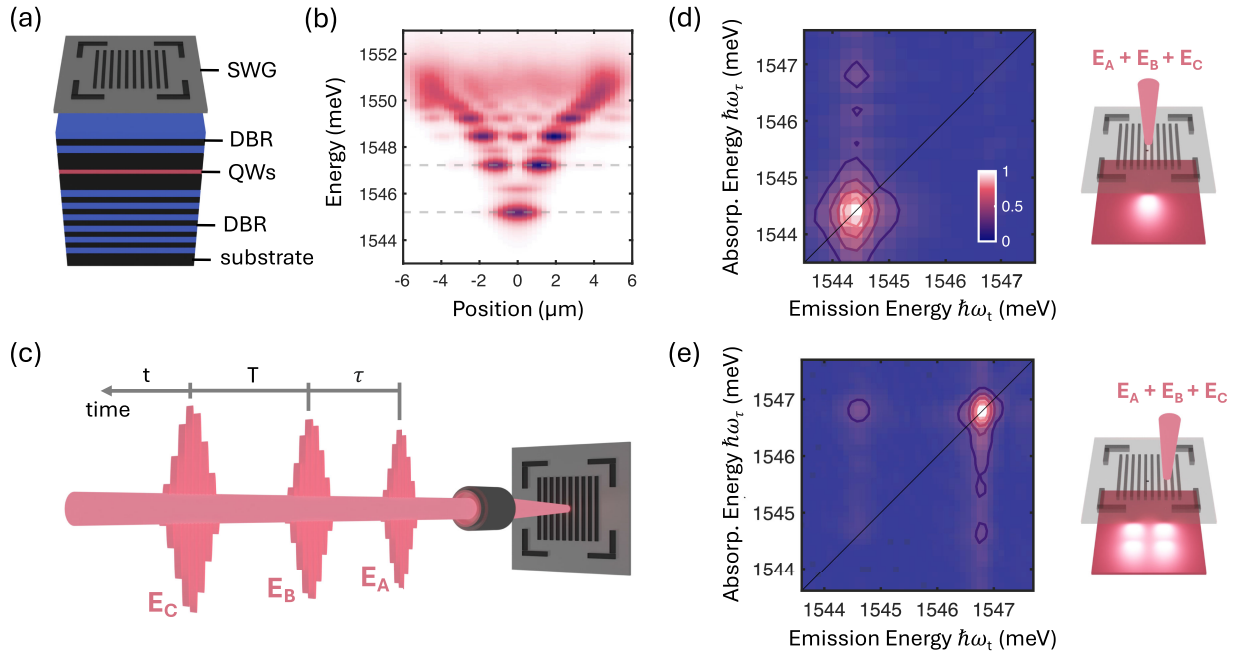 (a)
SWG
DBR
QWs
DBR
substrate
(b)
Energy (meV)
1552
1550
1548
1546
1544
-6 -4 -2 0 2 4 6
Position (µm)
(c)
t T τ
time
E_C
E_B
E_A
(d)
Absorp. Energy ħω_τ (meV)
1547
1546
1545
1544
1
0.5
0
1544 1545 1546 1547
Emission Energy ħω_t (meV)
E_A + E_B + E_C
(e)
Absorp. Energy ħω_τ (meV)
1547
1546
1545
1544
1544 1545 1546 1547
Emission Energy ħω_t (meV)
E_A + E_B + E_C